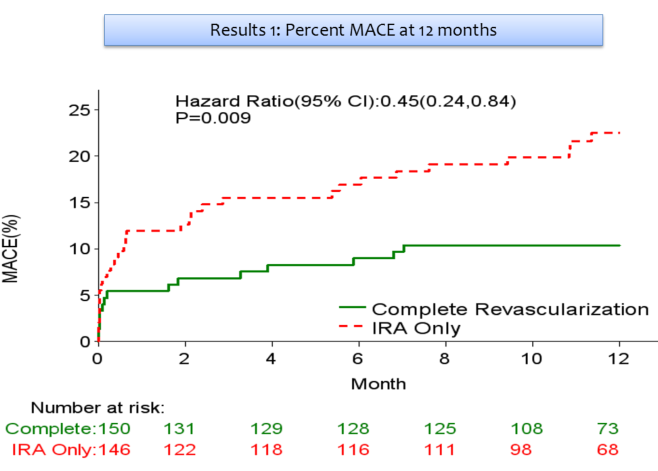 Results 1: Percent MACE at 12 months
Hazard Ratio(95% CI):0.45(0.24,0.84)
P=0.009
25
20
15
10
5
0
MACE(%)
Complete Revascularization
IRA Only
0 2 4 6 8 10 12
Month
Number at risk:
Complete:150 131 129 128 125 108 73
IRA Only:146 122 118 116 111 98 68